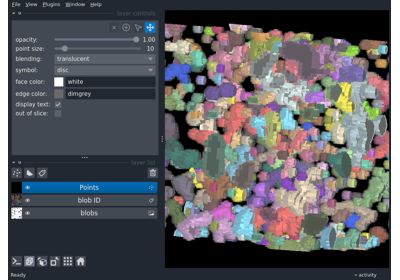 File View Plugins Window Help
layer controls
opacity: 1.00
point size: 10
blending: translucent
symbol: disc
face color: white
edge color: dimgrey
display text:
out of slice:
layer list
Points
blob ID
blobs
Ready
activity